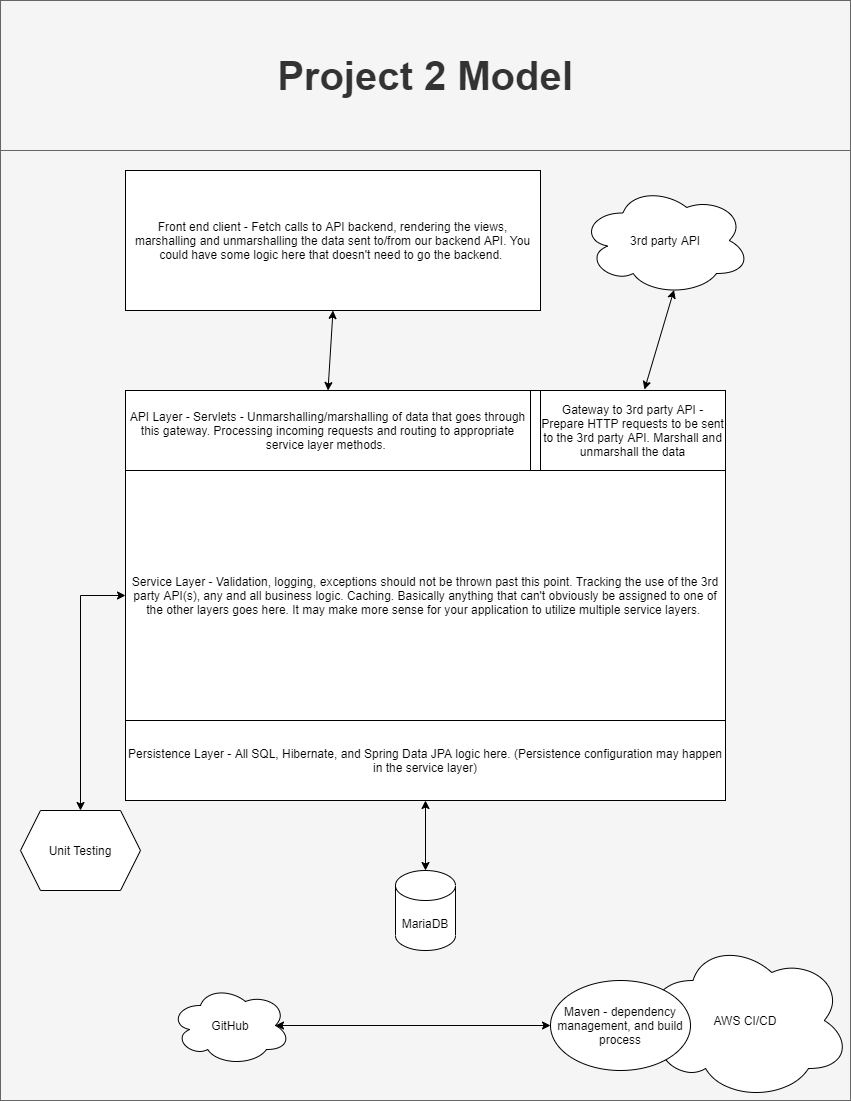 Project 2 Model
Front end client - Fetch calls to API backend, rendering the views,
marshalling and unmarshalling the data sent to/from our backend API. You
could have some logic here that doesn't need to go the backend.
3rd party API
API Layer - Servlets - Unmarshalling/marshalling of data that goes through
this gateway. Processing incoming requests and routing to appropriate
service layer methods.
Gateway to 3rd party API -
Prepare HTTP requests to be sent
to the 3rd party API. Marshall and
unmarshall the data
Service Layer - Validation, logging, exceptions should not be thrown past this point. Tracking the use of the 3rd
party API(s), any and all business logic. Caching. Basically anything that can't obviously be assigned to one of
the other layers goes here. It may make more sense for your application to utilize multiple service layers.
Persistence Layer - All SQL, Hibernate, and Spring Data JPA logic here. (Persistence configuration may happen
in the service layer)
Unit Testing
MariaDB
GitHub
Maven - dependency
management, and build
process
AWS CI/CD